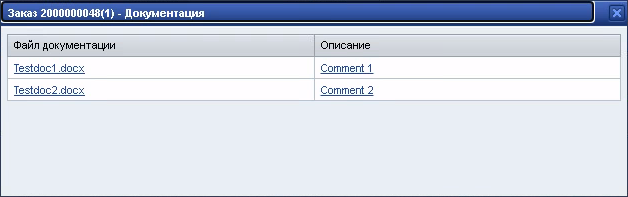 Заказ 2000000048(1) - Документация
Файл документации Описание
Testdoc1.docx Comment 1
Testdoc2.docx Comment 2